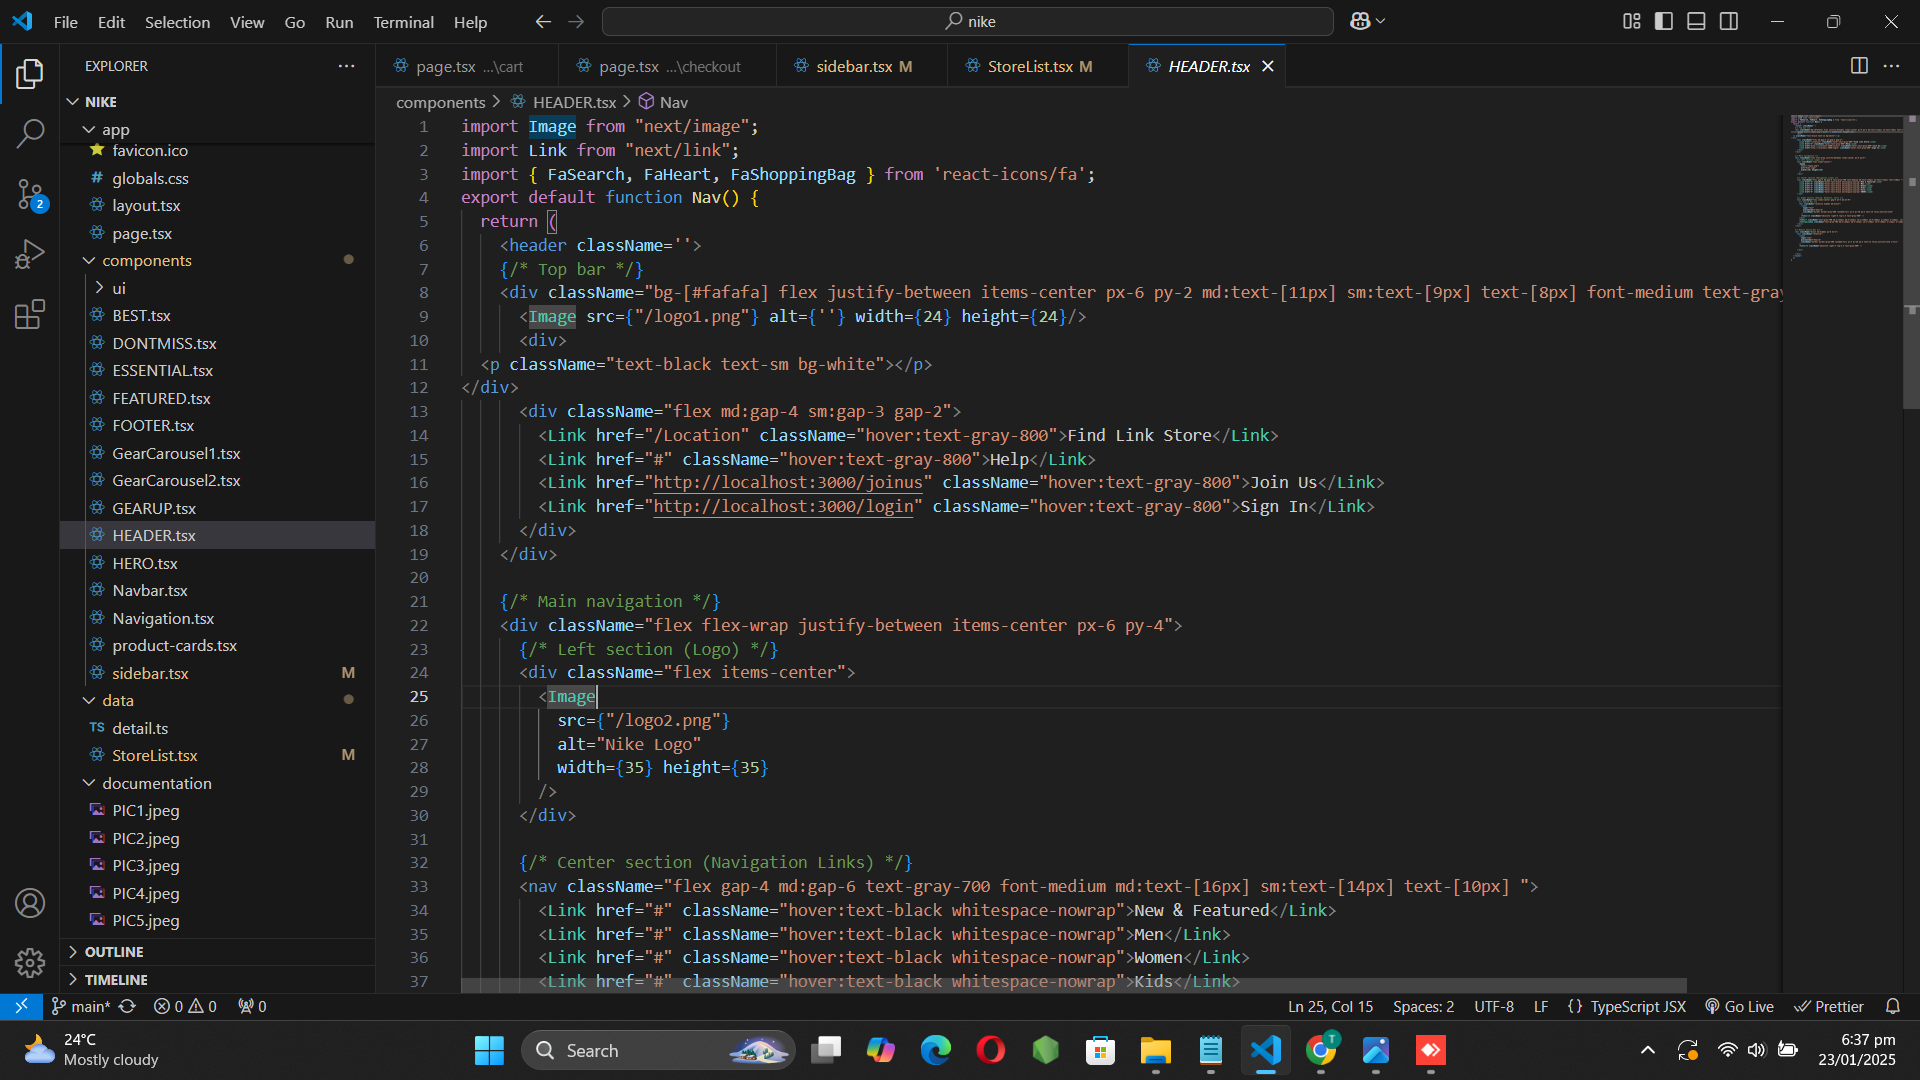 File Edit Selection View Go Run Terminal Help
nike
EXPLORER
page.tsx ...\cart
page.tsx ...\checkout
sidebar.tsx M
StoreList.tsx M
HEADER.tsx
NIKE
app
favicon.ico
globals.css
layout.tsx
page.tsx
components
ui
BEST.tsx
DONTMISS.tsx
ESSENTIAL.tsx
FEATURED.tsx
FOOTER.tsx
GearCarousel1.tsx
GearCarousel2.tsx
GEARUP.tsx
HEADER.tsx
HERO.tsx
Navbar.tsx
Navigation.tsx
product-cards.tsx
sidebar.tsx M
data
TS detail.ts
StoreList.tsx M
documentation
PIC1.jpeg
PIC2.jpeg
PIC3.jpeg
PIC4.jpeg
PIC5.jpeg
OUTLINE
TIMELINE
2
components > HEADER.tsx > Nav
1 import Image from "next/image";
2 import Link from "next/link";
3 import { FaSearch, FaHeart, FaShoppingBag } from 'react-icons/fa';
4 export default function Nav() {
5 return (
6 <header className=''>
7 {/* Top bar */}
8 <div className="bg-[#fafafa] flex justify-between items-center px-6 py-2 md:text-[11px] sm:text-[9px] text-[8px] font-medium text-gray
9 <Image src={"/logo1.png"} alt={''} width={24} height={24}/>
10 <div>
11 <p className="text-black text-sm bg-white"></p>
12 </div>
13 <div className="flex md:gap-4 sm:gap-3 gap-2">
14 <Link href="/Location" className="hover:text-gray-800">Find Link Store</Link>
15 <Link href="#" className="hover:text-gray-800">Help</Link>
16 <Link href="http://localhost:3000/joinus" className="hover:text-gray-800">Join Us</Link>
17 <Link href="http://localhost:3000/login" className="hover:text-gray-800">Sign In</Link>
18 </div>
19 </div>
20
21 {/* Main navigation */}
22 <div className="flex flex-wrap justify-between items-center px-6 py-4">
23 {/* Left section (Logo) */}
24 <div className="flex items-center">
25 <Image
26 src={"/logo2.png"}
27 alt="Nike Logo"
28 width={35} height={35}
29 />
30 </div>
31
32 {/* Center section (Navigation Links) */}
33 <nav className="flex gap-4 md:gap-6 text-gray-700 font-medium md:text-[16px] sm:text-[14px] text-[10px] ">
34 <Link href="#" className="hover:text-black whitespace-nowrap">New & Featured</Link>
35 <Link href="#" className="hover:text-black whitespace-nowrap">Men</Link>
36 <Link href="#" className="hover:text-black whitespace-nowrap">Women</Link>
37 <Link href="#" className="hover:text-black whitespace-nowrap">Kids</Link>
main* 0 0 0
Ln 25, Col 15 Spaces: 2 UTF-8 LF {} TypeScript JSX Go Live Prettier
24°C
Mostly cloudy
Search
T
6:37 pm
23/01/2025